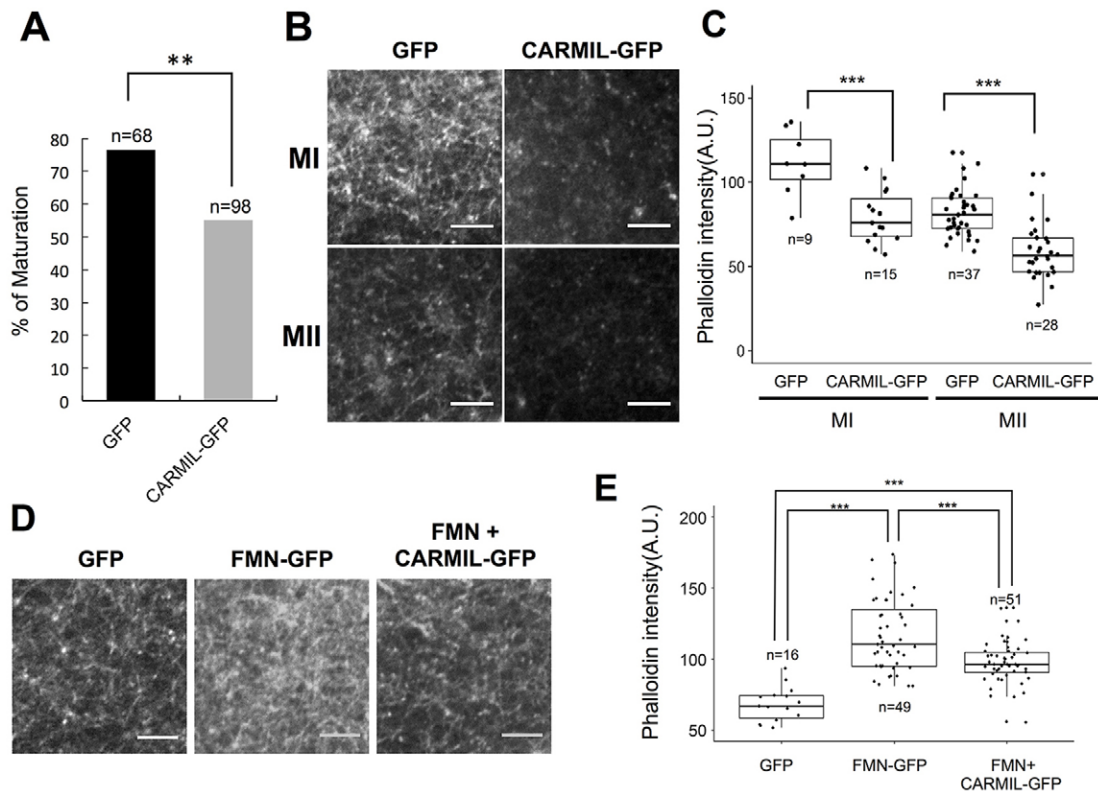 A
**
n=68
n=98
80
70
60
50
40
30
20
10
0
% of Maturation
GFP
CARMIL-GFP
B
GFP
CARMIL-GFP
MI
MII
C
***
***
150
100
50
0
Phalloidin intensity(A.U.)
n=9
n=15
n=37
n=28
GFP
CARMIL-GFP
GFP
CARMIL-GFP
MI
MII
D
GFP
FMN-GFP
FMN +
CARMIL-GFP
E
***
***
***
200
150
100
50
Phalloidin intensity(A.U.)
n=16
n=49
n=51
GFP
FMN-GFP
FMN+
CARMIL-GFP